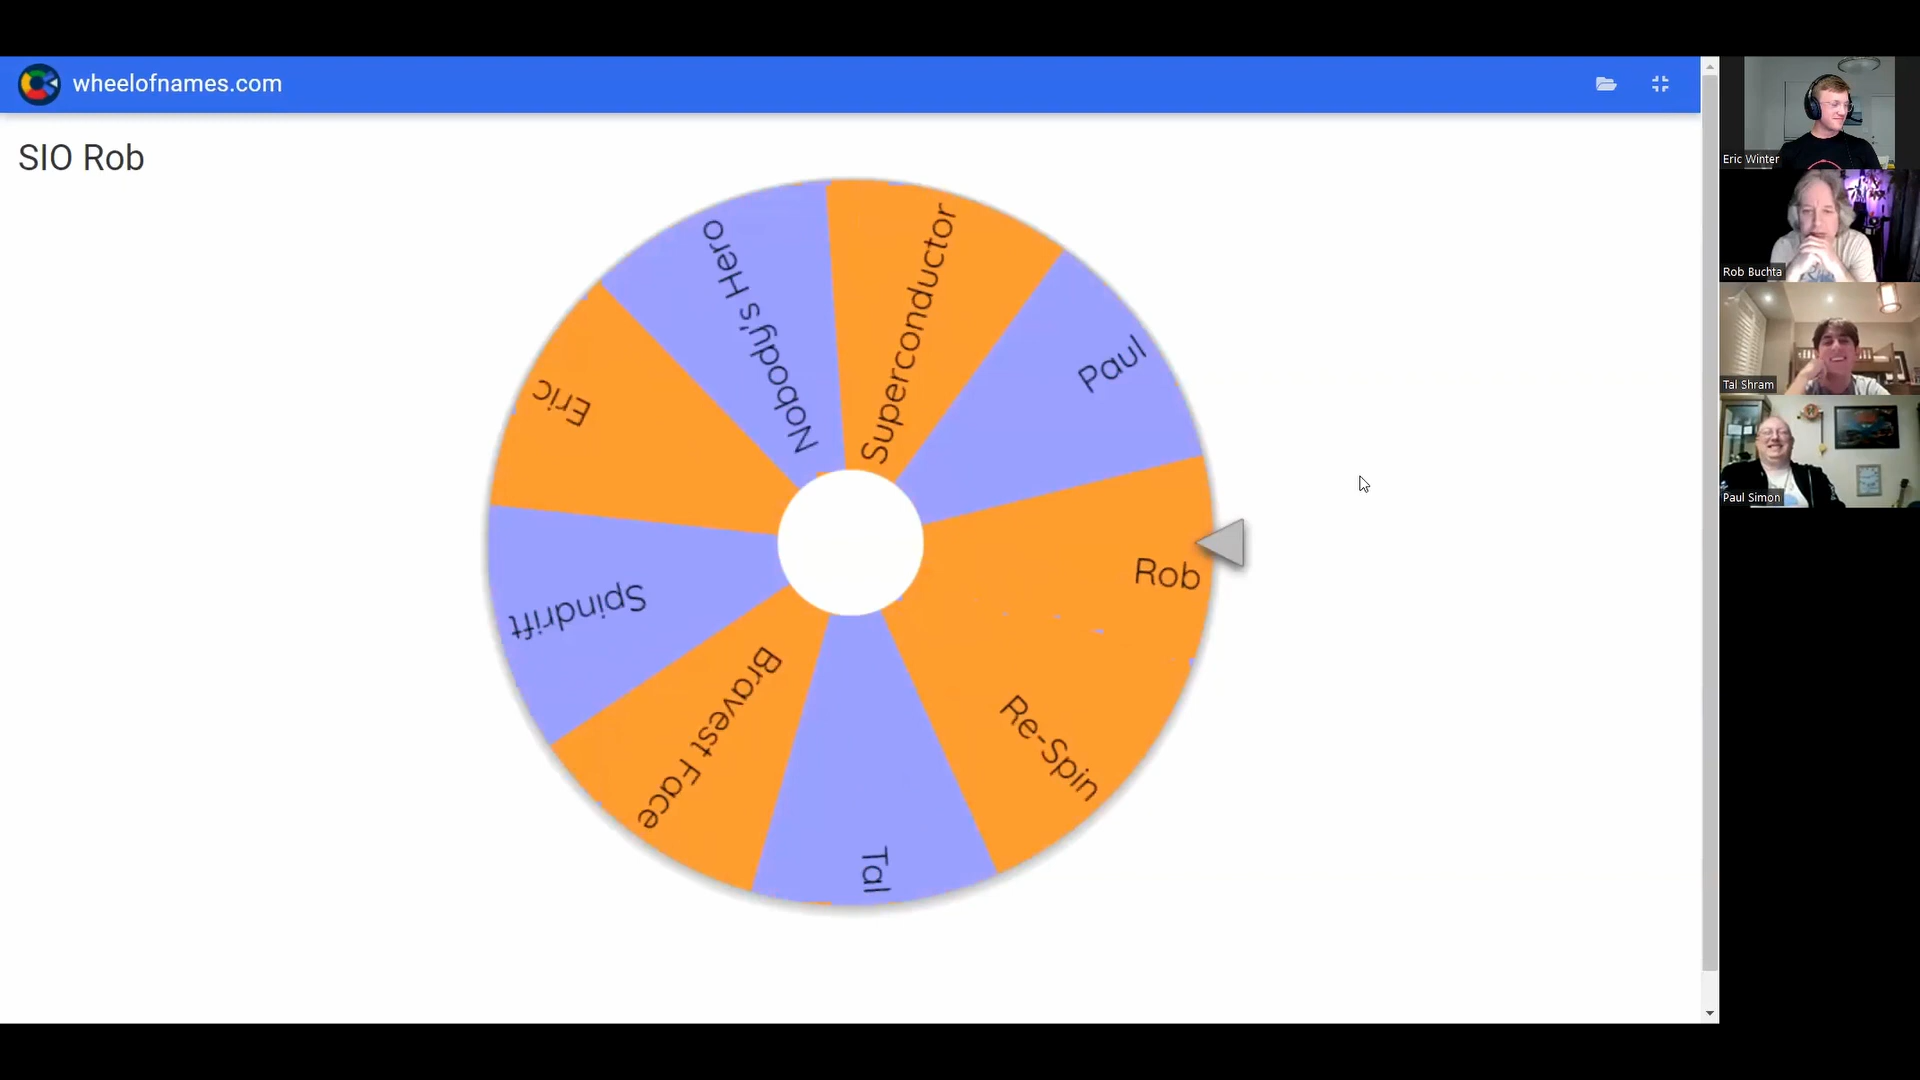 wheelofnames.com
SIO Rob
Superconductor
Paul
Rob
Re-Spin
Tal
Bravest Face
Spindrift
Eric
Nobody's Hero
Eric Winter
Rob Buchta
Tal Shram
Paul Simon